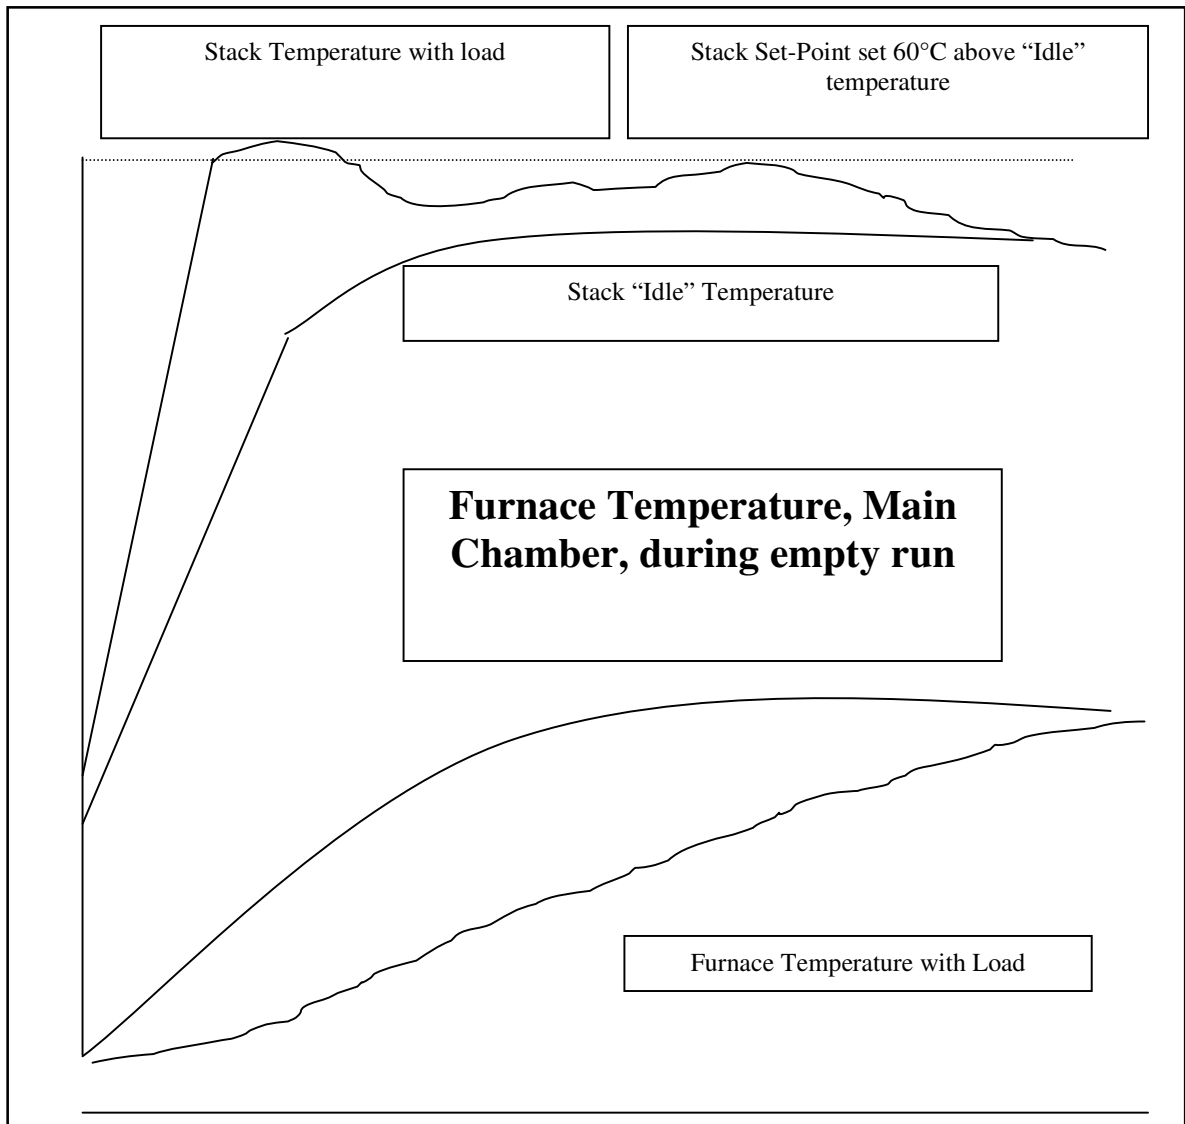 Stack Temperature with load
Stack Set-Point set 60°C above “Idle”
temperature
Stack “Idle” Temperature
Furnace Temperature, Main
Chamber, during empty run
Furnace Temperature with Load